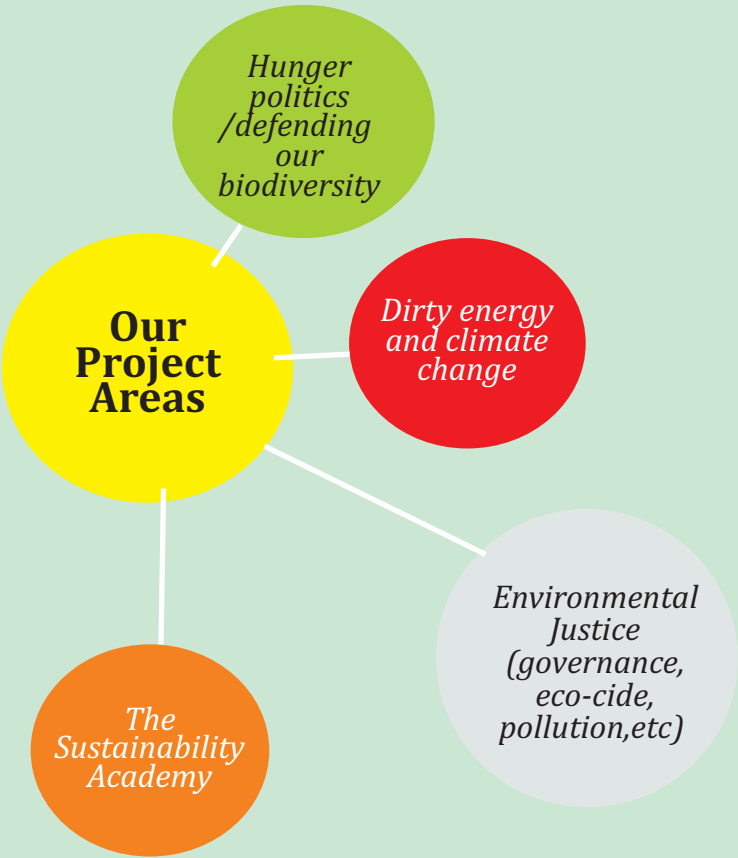 Hunger
politics
/defending
our
biodiversity
Our
Project
Areas
Dirty energy
and climate
change
Environmental
Justice
(governance,
eco-cide,
pollution,etc)
The
Sustainability
Academy